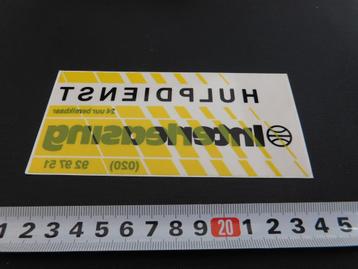 HULPDIENST
24 uur bereikbaar
Interleasing
(020) 92 97 51
1 2 3 4 5 6 7 8 9 20 1 2 3 4 5